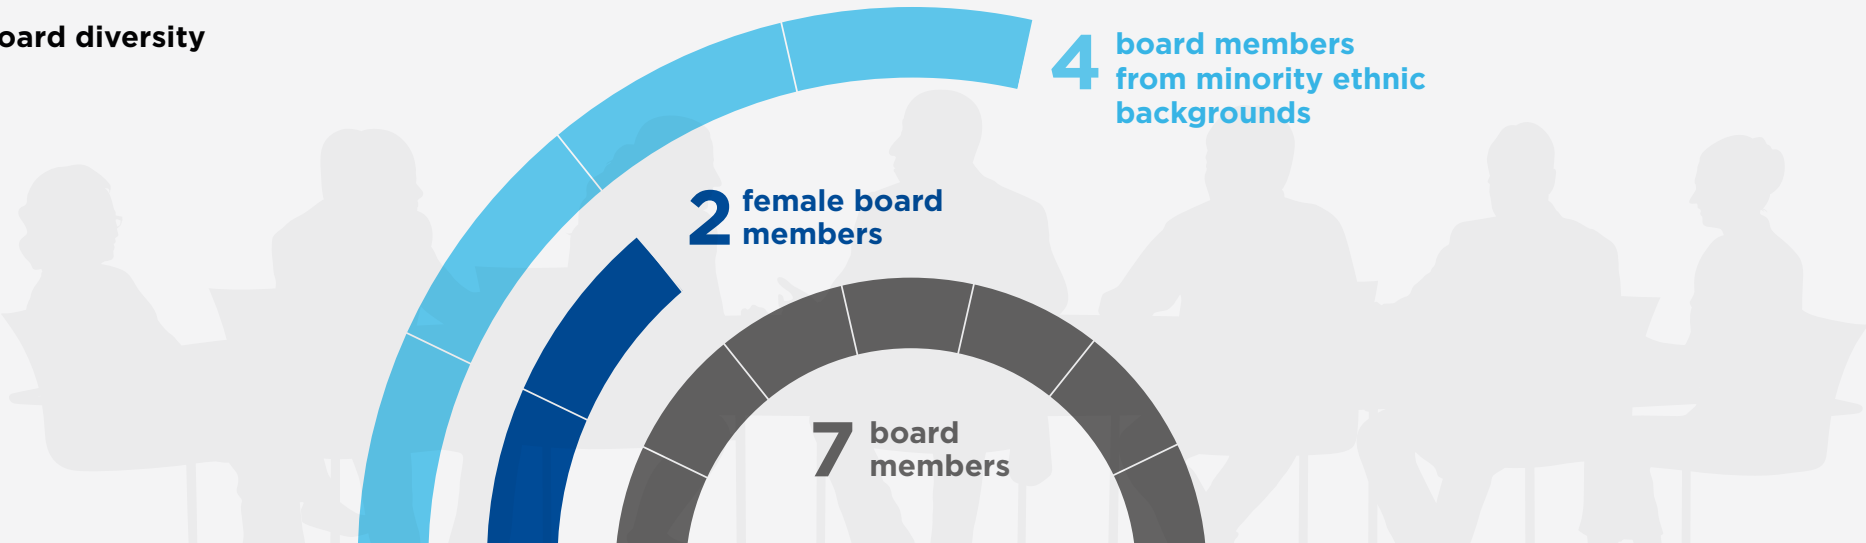 oard diversity
4 board members
from minority ethnic
backgrounds
2 female board
members
7 board
members